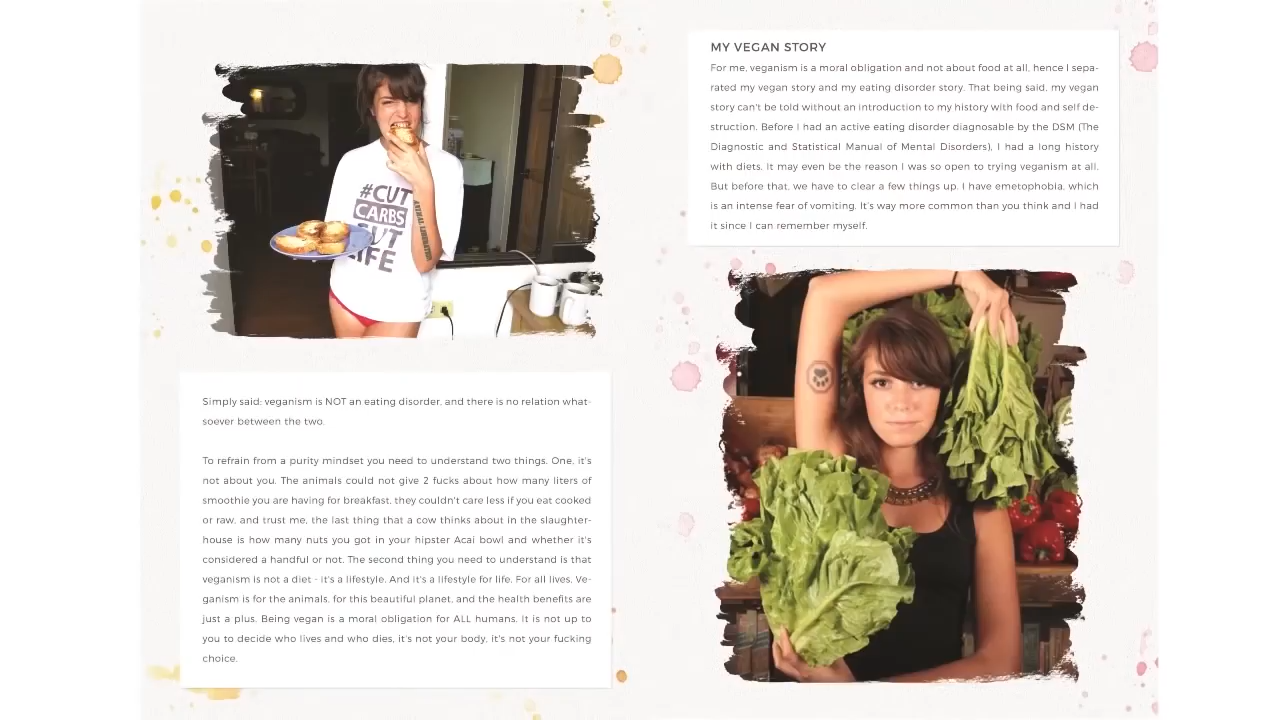 #CUT
CARBS
CUT
LIFE
ANIMAL LIBERATION
Simply said: veganism is NOT an eating disorder, and there is no relation what-
soever between the two.
To refrain from a purity mindset you need to understand two things. One, it's
not about you. The animals could not give 2 fucks about how many liters of
smoothie you are having for breakfast, they couldn't care less if you eat cooked
or raw, and trust me, the last thing that a cow thinks about in the slaughter-
house is how many nuts you got in your hipster Acai bowl and whether it's
considered a handful or not. The second thing you need to understand is that
veganism is not a diet - it's a lifestyle. And it's a lifestyle for life. For all lives. Ve-
ganism is for the animals, for this beautiful planet, and the health benefits are
just a plus. Being vegan is a moral obligation for ALL humans. It is not up to
you to decide who lives and who dies, it's not your body, it's not your fucking
choice.
MY VEGAN STORY
For me, veganism is a moral obligation and not about food at all, hence I sepa-
rated my vegan story and my eating disorder story. That being said, my vegan
story can't be told without an introduction to my history with food and self de-
struction. Before I had an active eating disorder diagnosable by the DSM (The
Diagnostic and Statistical Manual of Mental Disorders), I had a long history
with diets. It may even be the reason I was so open to trying veganism at all.
But before that, we have to clear a few things up. I have emetophobia, which
is an intense fear of vomiting. It's way more common than you think and I had
it since I can remember myself.